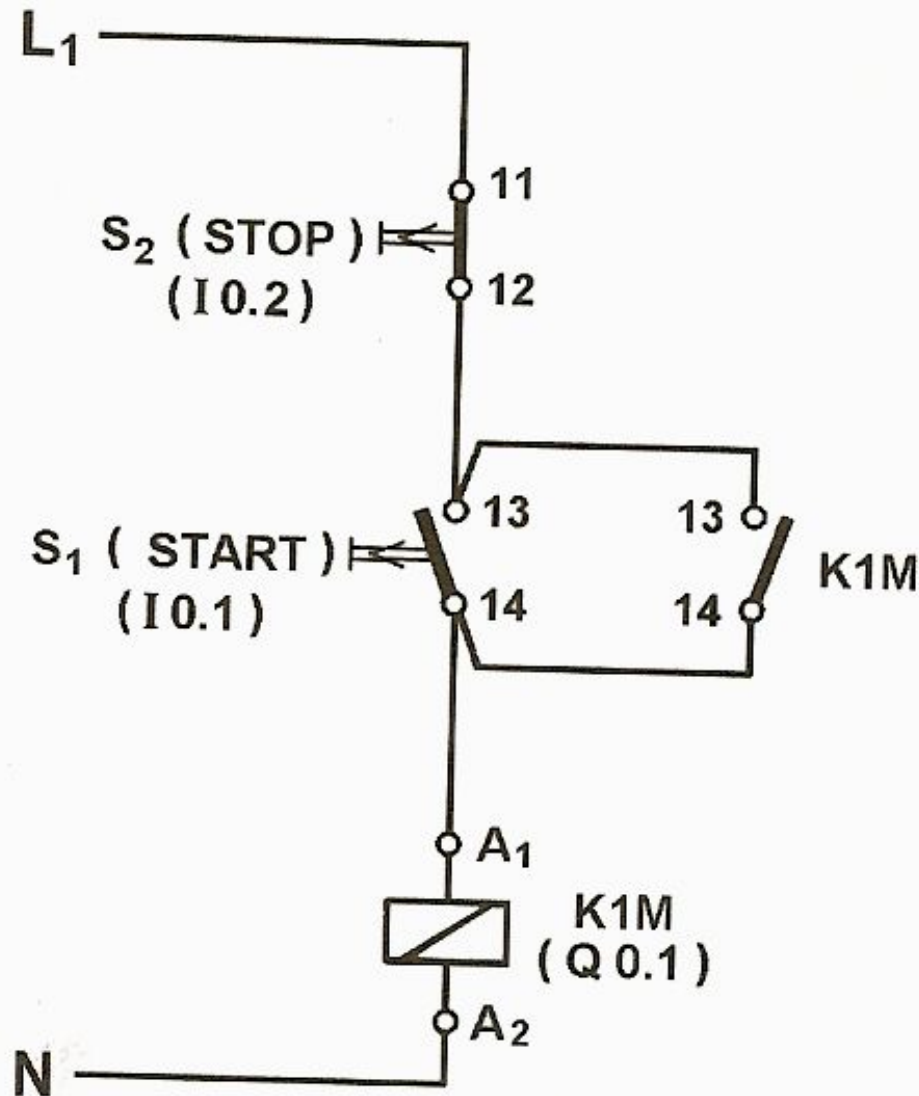 L₁
11
S₂ ( STOP )
( I 0.2 )
12
13
13
S₁ ( START )
K1M
( I 0.1 )
14
14
A₁
K1M
( Q 0.1 )
A₂
N